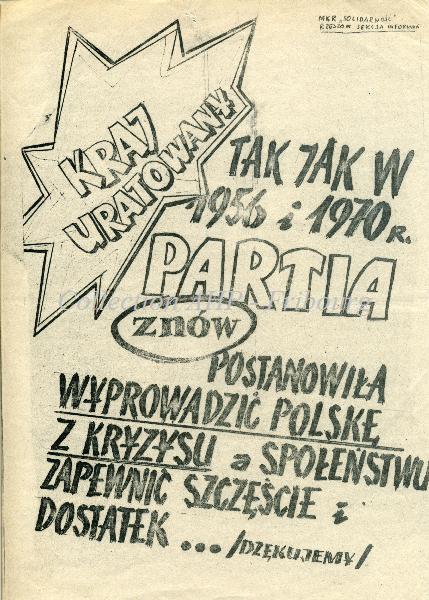 MKR „SOLIDARNOŚĆ”
RZESZÓW SEKCJA INFORMACJI
KRAJ
URATOWANY
TAK JAK W
1956 i 1970 R.
PARTIA
znów
POSTANOWIŁA
WYPROWADZIĆ POLSKĘ
Z KRYZYSU a SPOŁEŃSTWU
ZAPEWNIĆ SZCZĘŚCIE i
DOSTATEK ... /DZĘKUJEMY/